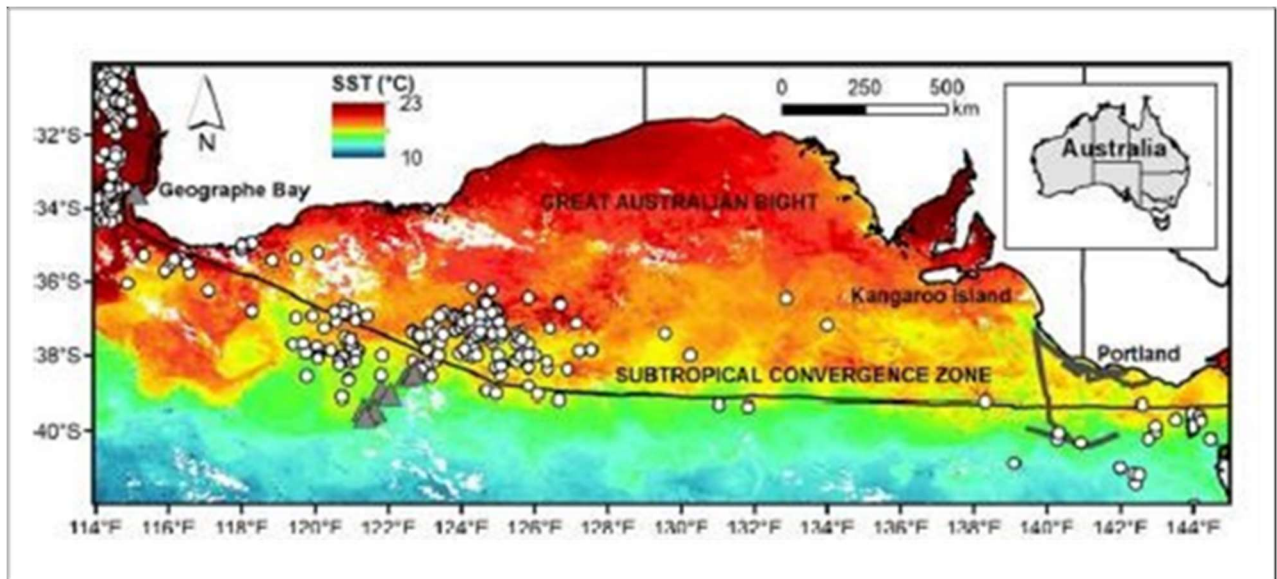 SST (°C)
23
10
N
0 250 500
km
Australia
32°S
34°S
36°S
38°S
40°S
Geographe Bay
GREAT AUSTRALIAN BIGHT
Kangaroo Island
Portland
SUBTROPICAL CONVERGENCE ZONE
114°E 116°E 118°E 120°E 122°E 124°E 126°E 128°E 130°E 132°E 134°E 136°E 138°E 140°E 142°E 144°E